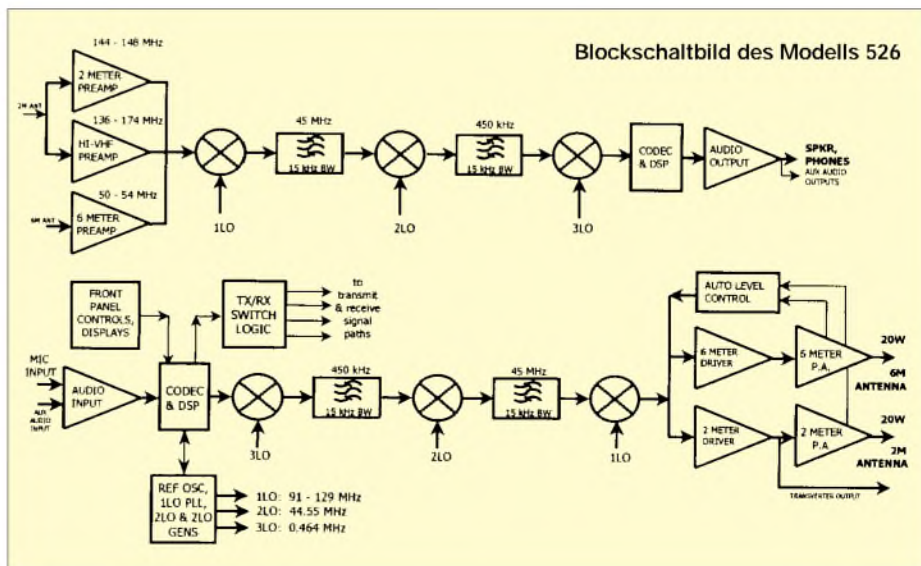 Blockschaltbild des Modells 526
144 - 148 MHz
2 METER
PREAMP
2M ANT
136 - 174 MHz
HI-VHF
PREAMP
50 - 54 MHz
6M ANT
6 METER
PREAMP
1LO
45 MHz
15 kHz BW
2LO
450 kHz
15 kHz BW
3LO
CODEC
& DSP
AUDIO
OUTPUT
SPKR,
PHONES
AUX AUDIO
OUTPUTS
FRONT
PANEL
CONTROLS,
DISPLAYS
TX/RX
SWITCH
LOGIC
to
transmit
& receive
signal
paths
MIC
INPUT
AUX
AUDIO
INPUT
AUDIO
INPUT
CODEC
& DSP
3LO
450 kHz
15 kHz BW
2LO
45 MHz
15 kHz BW
1LO
AUTO LEVEL
CONTROL
6 METER
DRIVER
6 METER
P.A.
20W
6M
ANTENNA
2 METER
DRIVER
2 METER
P.A.
20W
2M
ANTENNA
TRANSVERTER OUTPUT
REF OSC,
1LO PLL,
2LO & 2LO
GENS
1LO: 91 - 129 MHz
2LO: 44.55 MHz
3LO: 0.464 MHz